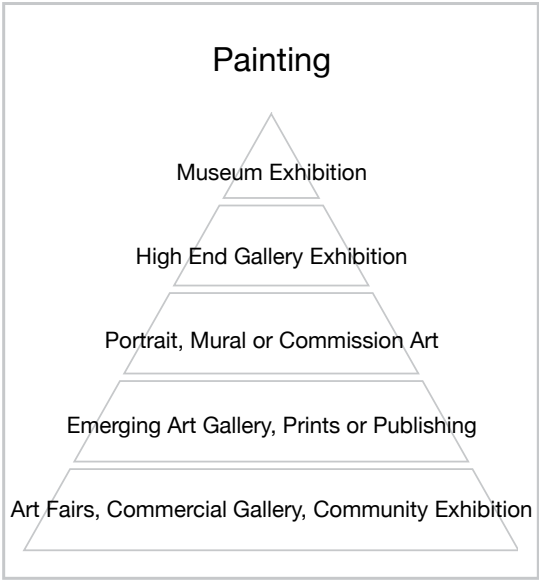 Painting
Museum Exhibition
High End Gallery Exhibition
Portrait, Mural or Commission Art
Emerging Art Gallery, Prints or Publishing
Art Fairs, Commercial Gallery, Community Exhibition